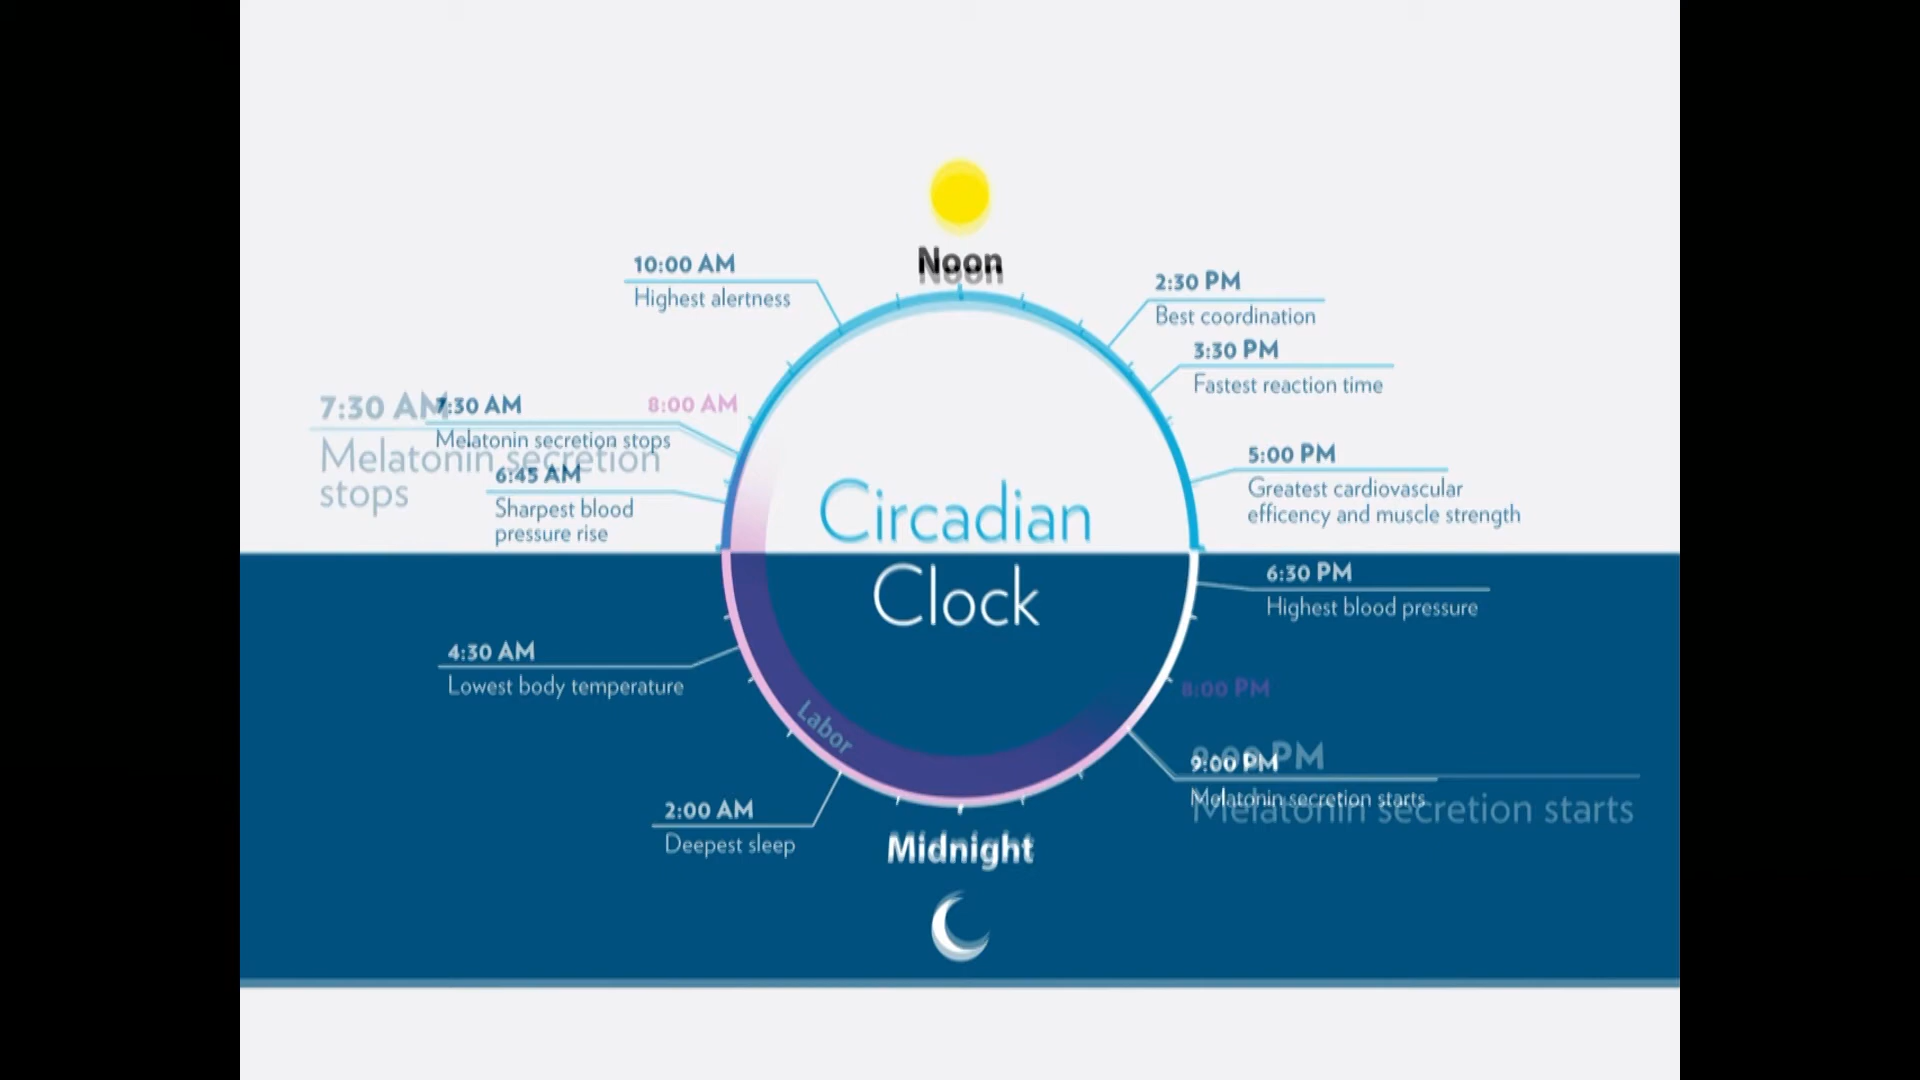 Noon
10:00 AM
Highest alertness
2:30 PM
Best coordination
3:30 PM
Fastest reaction time
7:30 AM
Melatonin secretion
stops
7:30 AM
Melatonin secretion stops
8:00 AM
6:45 AM
Sharpest blood
pressure rise
5:00 PM
Greatest cardiovascular
efficency and muscle strength
Circadian
Clock
6:30 PM
Highest blood pressure
4:30 AM
Lowest body temperature
8:00 PM
Labor
9:00 PM
Melatonin secretion starts
9:00 PM
Melatonin secretion starts
2:00 AM
Deepest sleep
Midnight